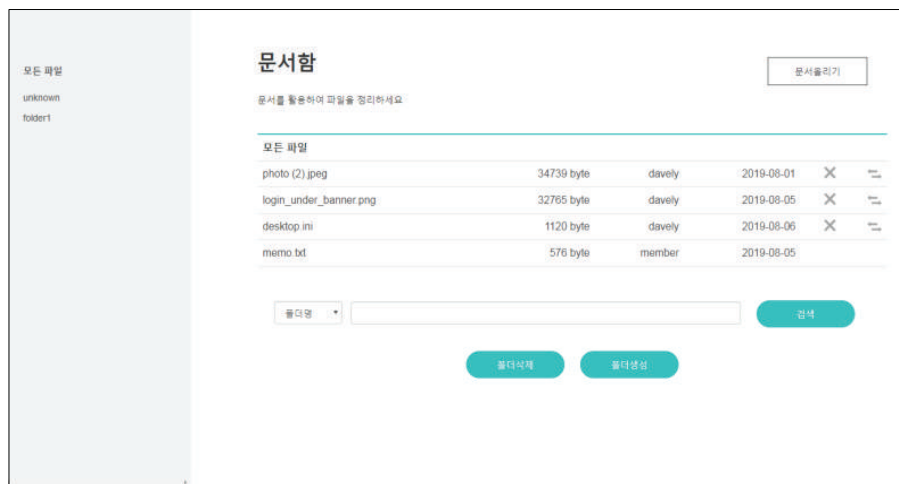 모든 파일
unknown
folder1
문서함
문서올리기
문서를 활용하여 파일을 정리하세요
모든 파일
photo (2).jpeg 34739 byte davely 2019-08-01
login_under_banner.png 32765 byte davely 2019-08-05
desktop.ini 1120 byte davely 2019-08-06
memo.txt 576 byte member 2019-08-05
폴더명 검색
폴더삭제 폴더생성